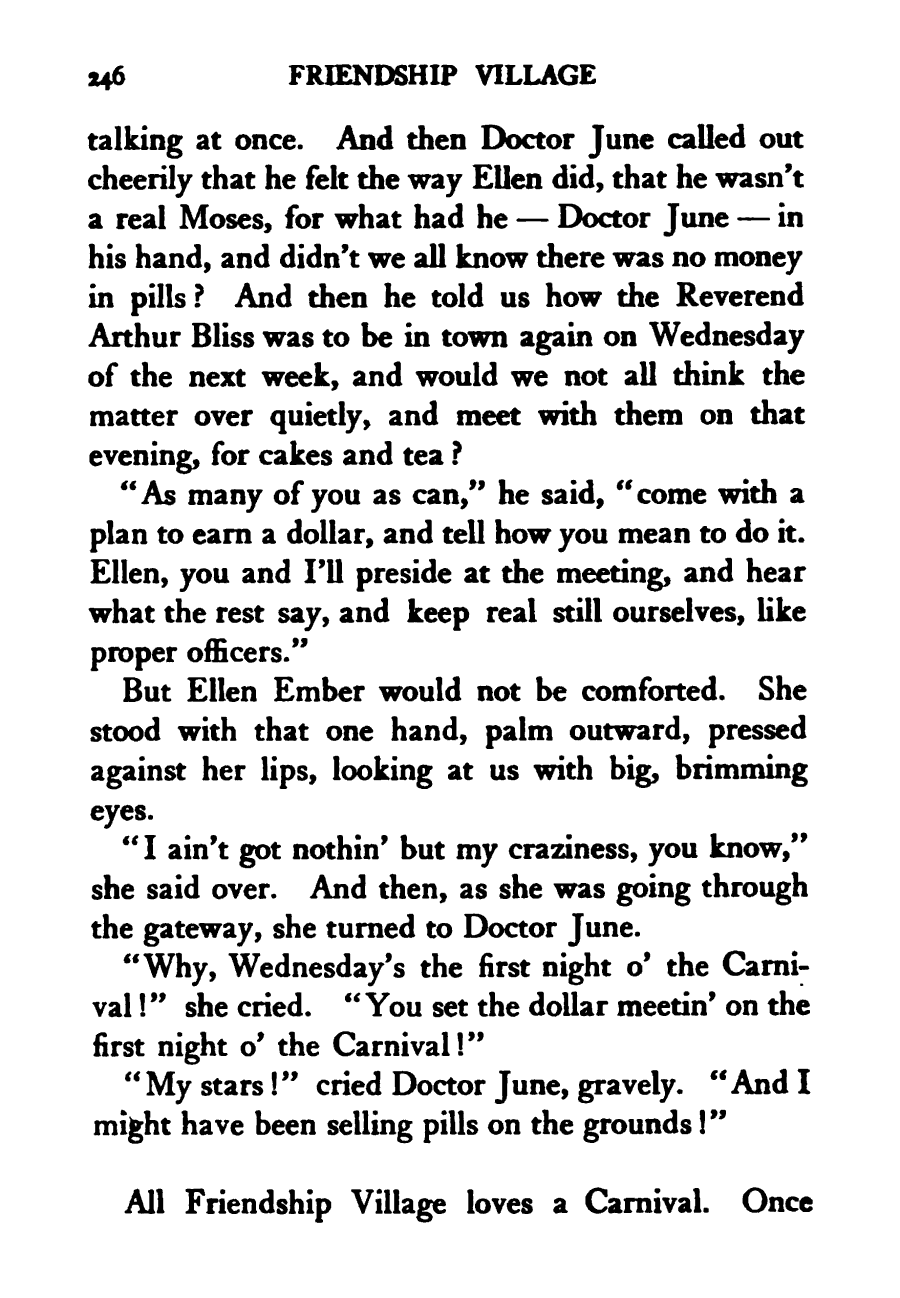 246 FRIENDSHIP VILLAGE
talking at once. And then Doctor June called out
cheerily that he felt the way Ellen did, that he wasn't
a real Moses, for what had he — Doctor June — in
his hand, and didn't we all know there was no money
in pills? And then he told us how the Reverend
Arthur Bliss was to be in town again on Wednesday
of the next week, and would we not all think the
matter over quietly, and meet with them on that
evening, for cakes and tea?
"As many of you as can," he said, "come with a
plan to earn a dollar, and tell how you mean to do it.
Ellen, you and I'll preside at the meeting, and hear
what the rest say, and keep real still ourselves, like
proper officers."
But Ellen Ember would not be comforted. She
stood with that one hand, palm outward, pressed
against her lips, looking at us with big, brimming
eyes.
"I ain't got nothin' but my craziness, you know,"
she said over. And then, as she was going through
the gateway, she turned to Doctor June.
"Why, Wednesday's the first night o' the Carni-
val!" she cried. "You set the dollar meetin' on the
first night o' the Carnival!"
"My stars!" cried Doctor June, gravely. "And I
might have been selling pills on the grounds!"
All Friendship Village loves a Carnival. Once